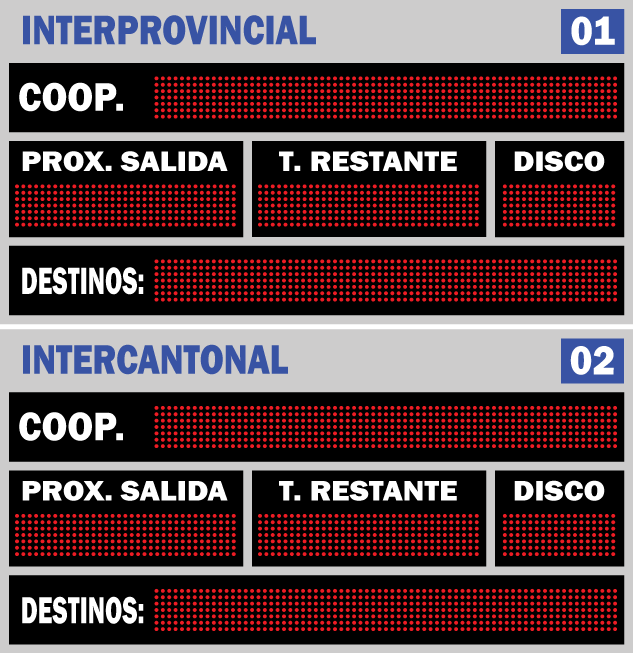 INTERPROVINCIAL 01
COOP.
PROX. SALIDA T. RESTANTE DISCO
DESTINOS:
INTERCANTONAL 02
COOP.
PROX. SALIDA T. RESTANTE DISCO
DESTINOS: